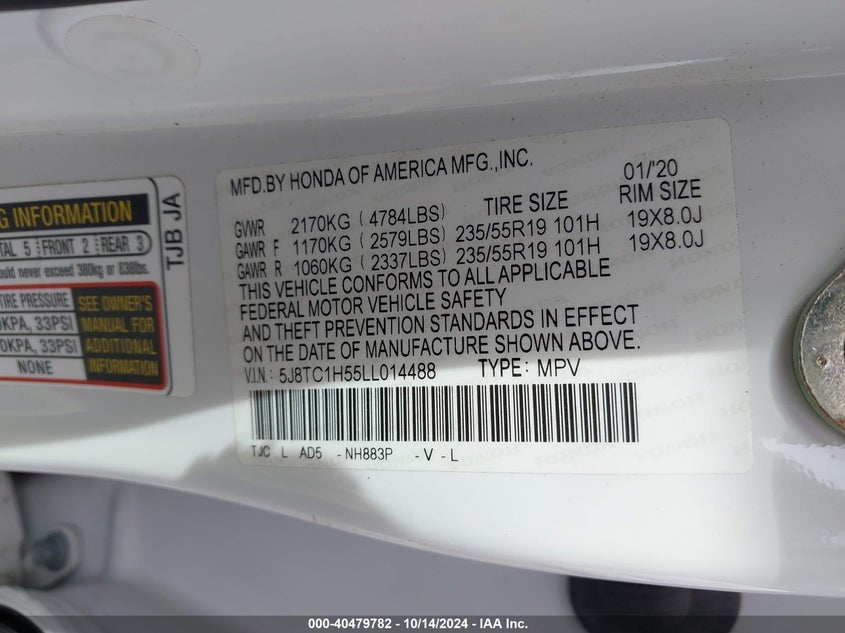 MFD.BY HONDA OF AMERICA MFG.,INC. 01/'20
TIRE SIZE RIM SIZE
GVWR 2170KG ( 4784LBS)
GAWR F 1170KG ( 2579LBS) 235/55R19 101H 19X8.0J
GAWR R 1060KG ( 2337LBS) 235/55R19 101H 19X8.0J
THIS VEHICLE CONFORMS TO ALL APPLICABLE
FEDERAL MOTOR VEHICLE SAFETY
AND THEFT PREVENTION STANDARDS IN EFFECT
ON THE DATE OF MANUFACTURE SHOWN ABOVE.
V.I.N.: 5J8TC1H55LL014488 TYPE: MPV
TJC L AD5 -NH883P -V-L
INFORMATION
5 FRONT 2 REAR 3
should never exceed 380kg or 838lbs.
TIRE PRESSURE SEE OWNER'S
KPA, 33PSI MANUAL FOR
KPA, 33PSI ADDITIONAL
NONE INFORMATION
TJB JA
000-40479782 - 10/14/2024 - IAA Inc.